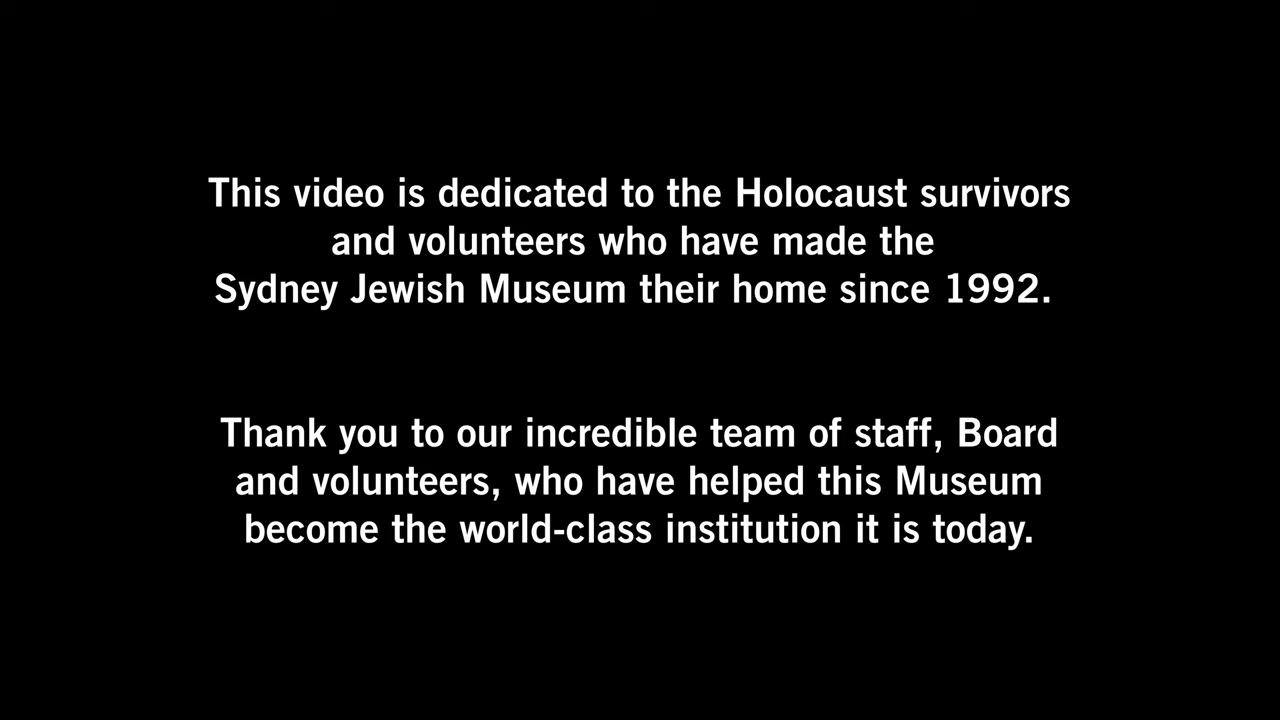 This video is dedicated to the Holocaust survivors
and volunteers who have made the
Sydney Jewish Museum their home since 1992.
Thank you to our incredible team of staff, Board
and volunteers, who have helped this Museum
become the world-class institution it is today.